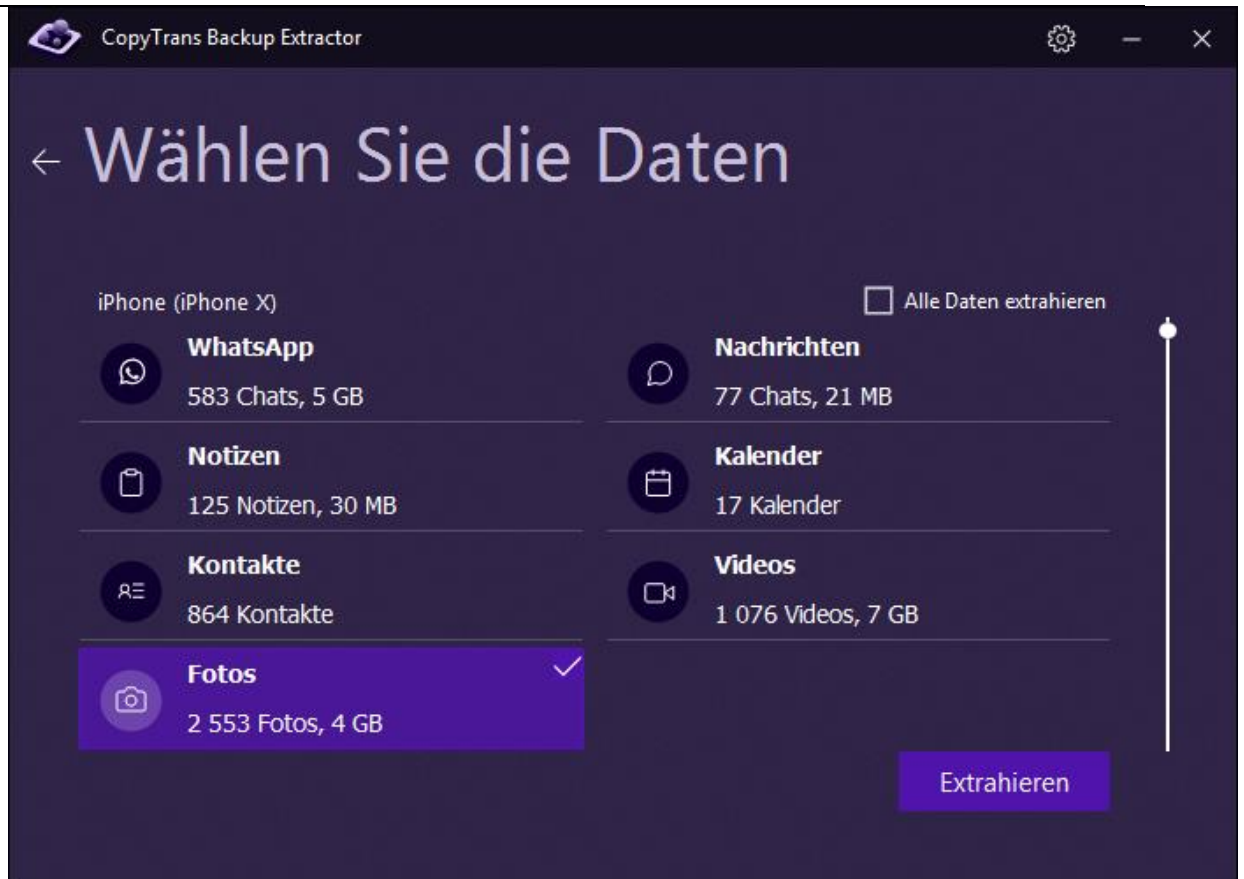 CopyTrans Backup Extractor
Wählen Sie die Daten
iPhone (iPhone X)
Alle Daten extrahieren
WhatsApp
583 Chats, 5 GB
Nachrichten
77 Chats, 21 MB
Notizen
125 Notizen, 30 MB
Kalender
17 Kalender
Kontakte
864 Kontakte
Videos
1 076 Videos, 7 GB
Fotos
2 553 Fotos, 4 GB
Extrahieren